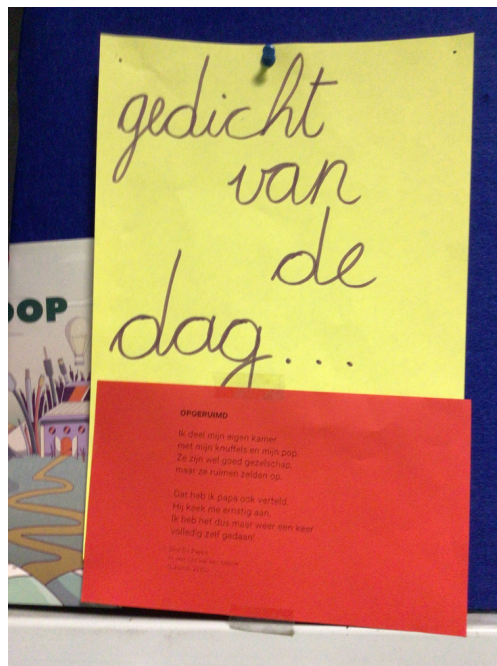 gedicht
van
de
dag...
OOP
OPGERUIMD
Ik deel mijn eigen kamer
met mijn knuffels en mijn pop.
Ze zijn wel goed gezelschap,
maar ze ruimen zelden op.
Dat heb ik papa ook verteld.
Hij keek me ernstig aan.
Ik heb het dus maar weer een keer
volledig zelf gedaan!